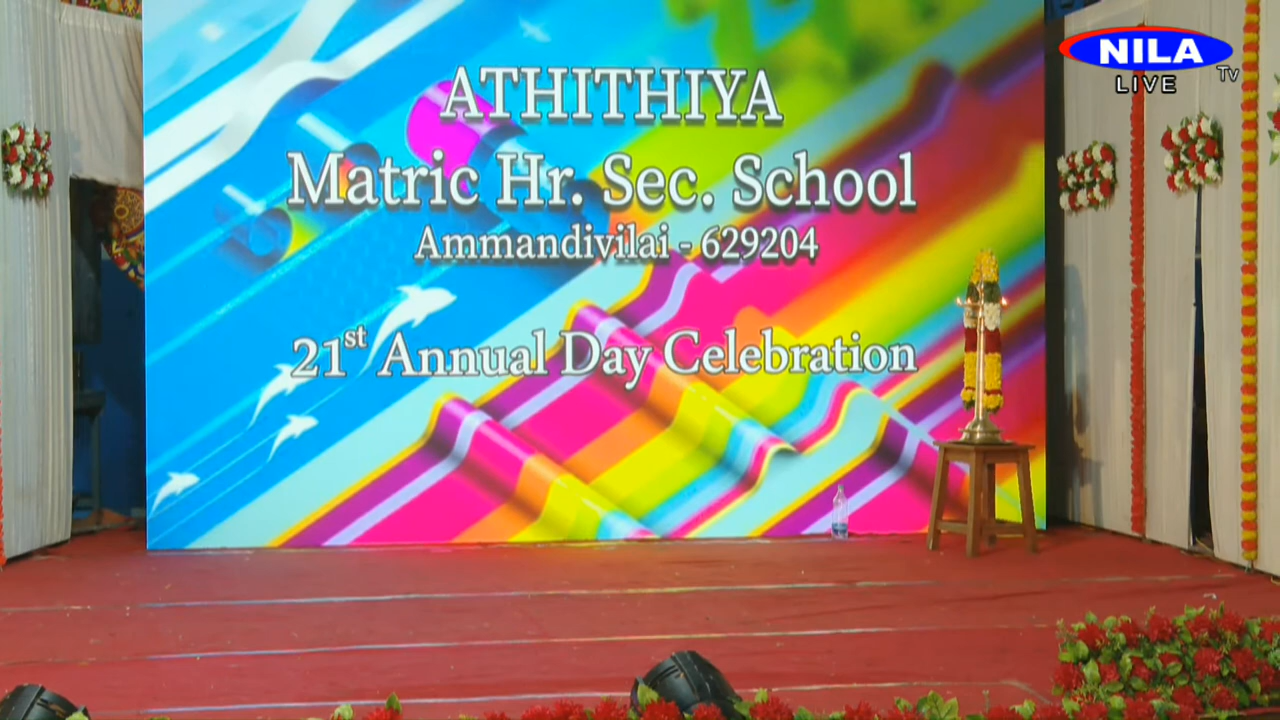 NILA
Tv
LIVE
ATHITHIYA
Matric Hr. Sec. School
Ammandivilai - 629204
21st Annual Day Celebration